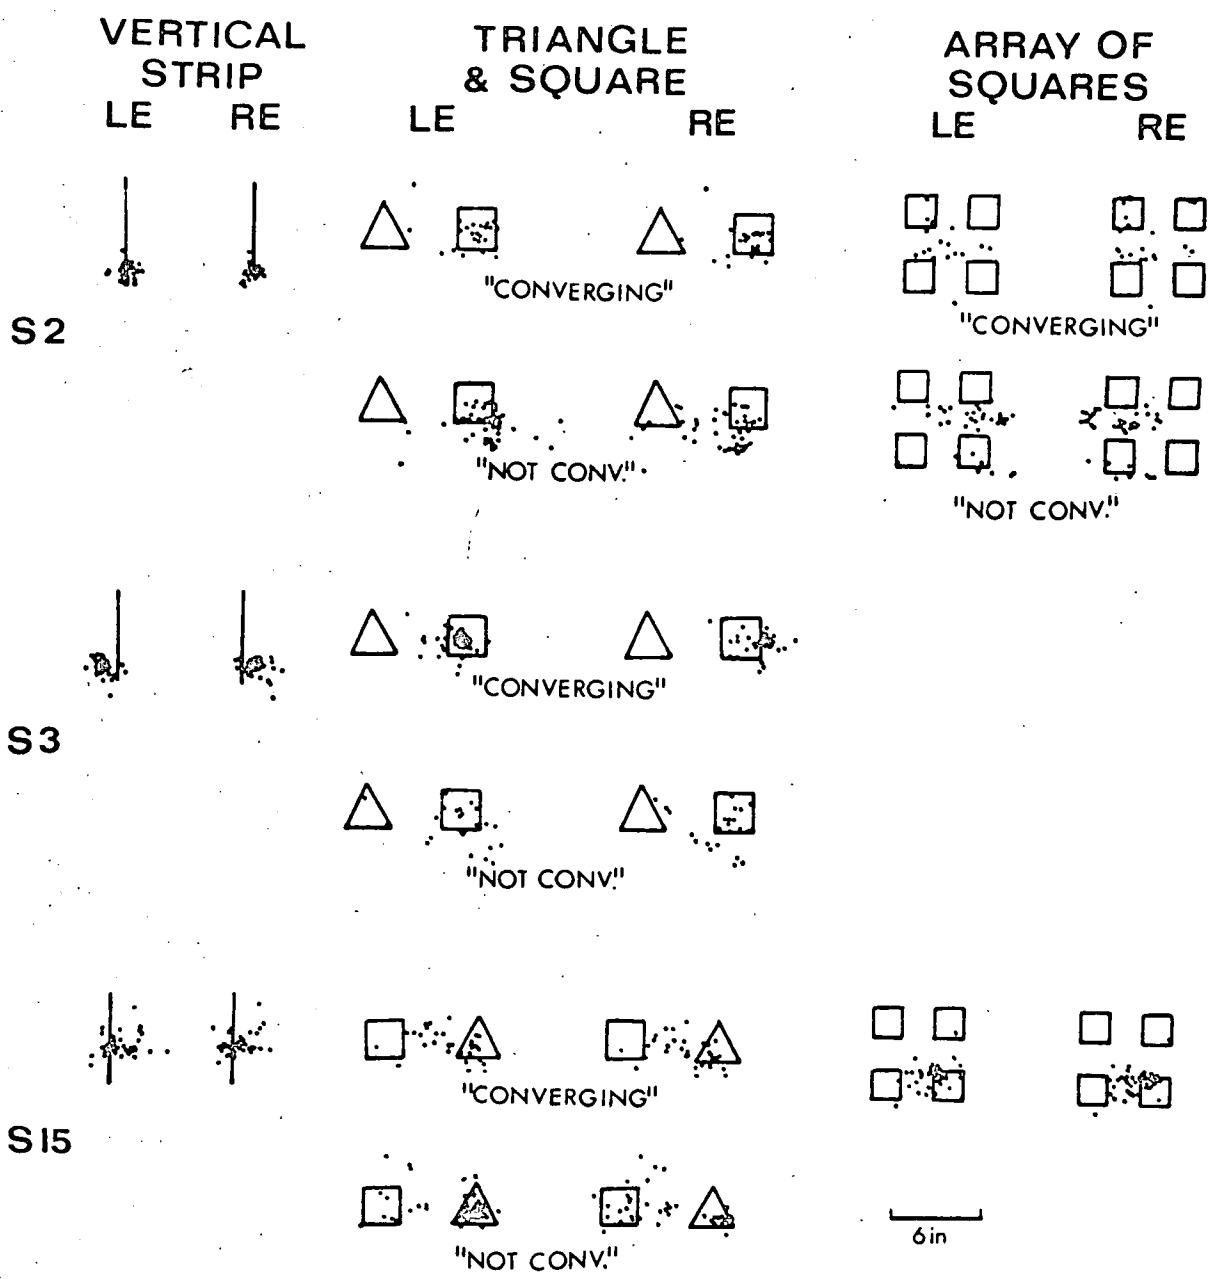 VERTICAL STRIP
LE RE
TRIANGLE & SQUARE
LE RE
ARRAY OF SQUARES
LE RE
S2
"CONVERGING"
"CONVERGING"
"NOT CONV."
"NOT CONV."
S3
"CONVERGING"
"NOT CONV."
S15
"CONVERGING"
"NOT CONV."
6in